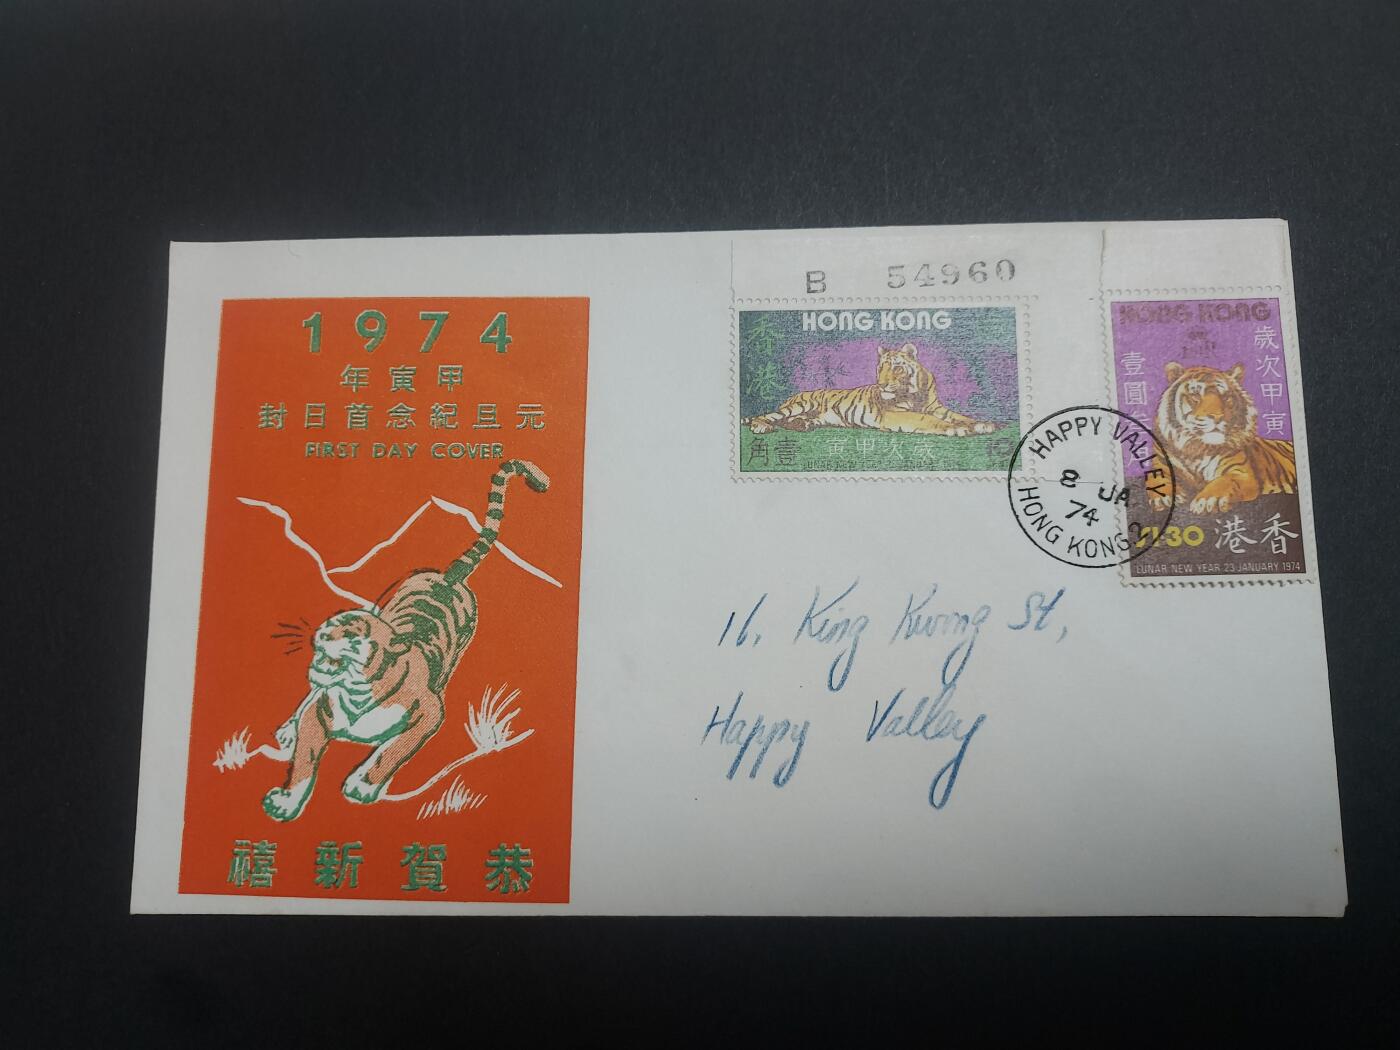 1974
甲寅年
元旦紀念首日封
FIRST DAY COVER
恭賀新禧
B 54960
HONG KONG
香港
壹角
歲次甲寅
10
HONG KONG
歲次甲寅
壹圓
$1.30
香港
LUNAR NEW YEAR 23 JANUARY 1974
HAPPY VALLEY
8 JA
74
HONG KONG
16, King Kwong St,
Happy Valley